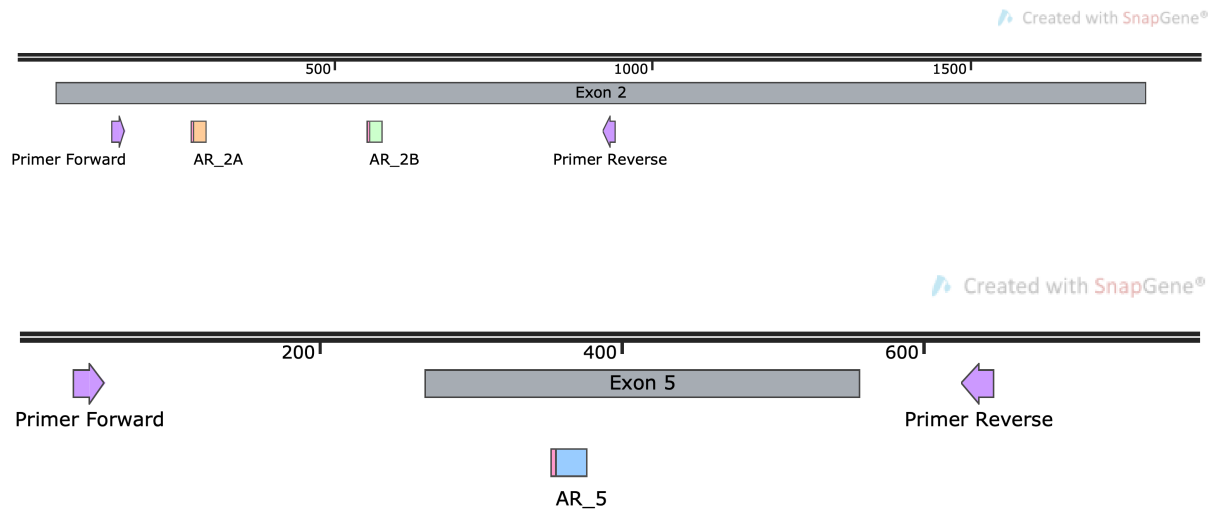 Created with SnapGene®
500 1000 1500
Exon 2
Primer Forward AR_2A AR_2B Primer Reverse
Created with SnapGene®
200 400 600
Exon 5
Primer Forward Primer Reverse
AR_5